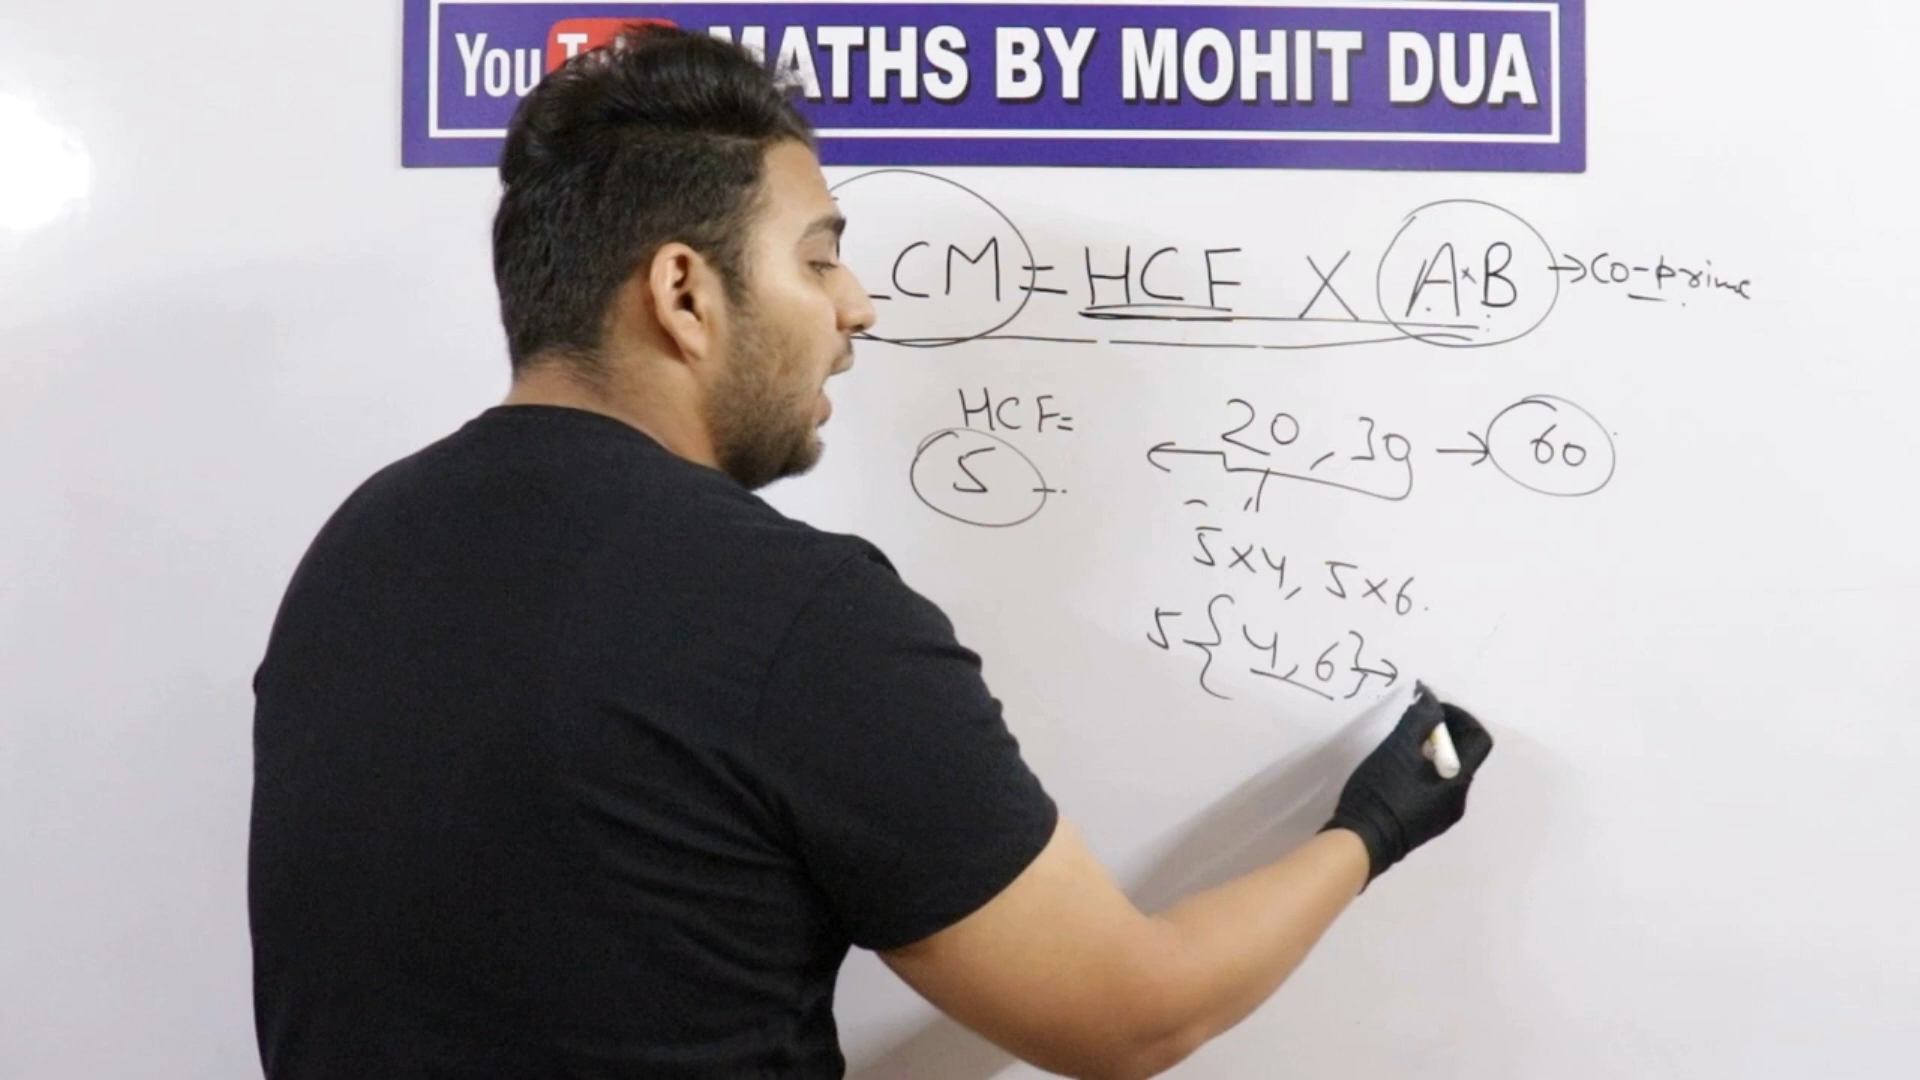 You MATHS BY MOHIT DUA
LCM = HCF X A×B → Co-prime
HCF = 20, 30 → 60
5
5×4, 5×6.
5{4,6}→